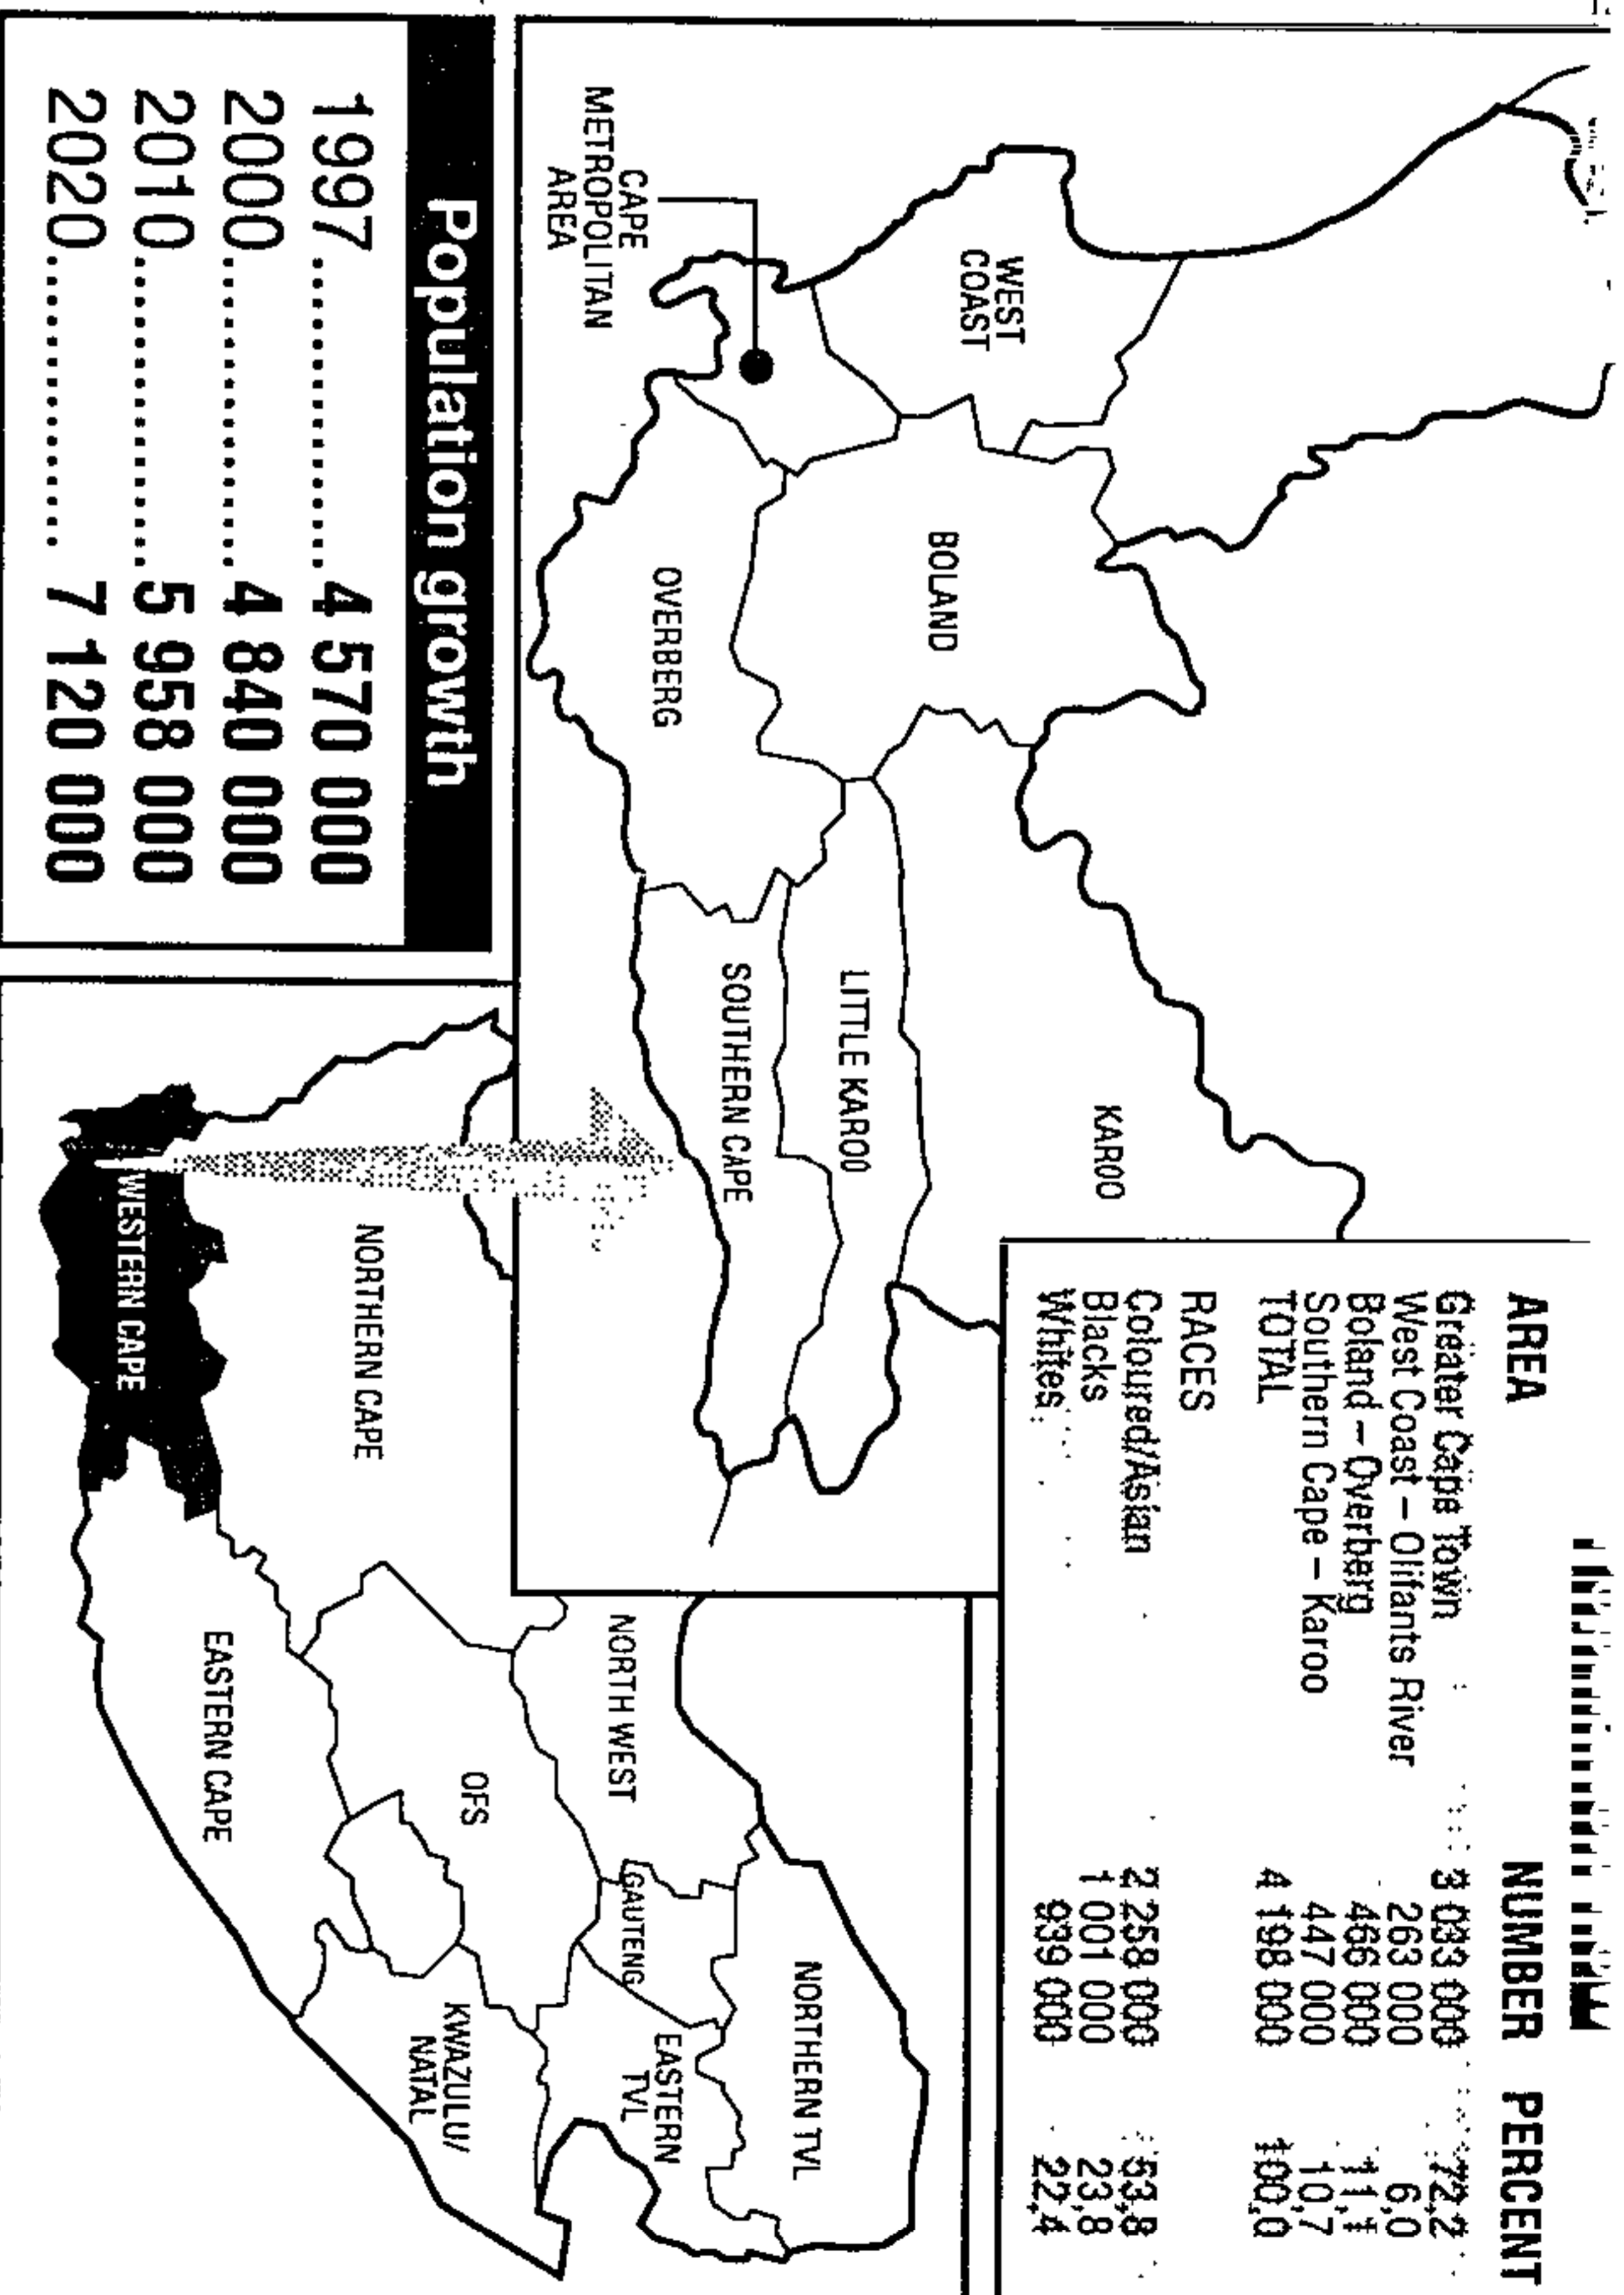 AREA NUMBER PERCENT
Greater Cape Town 3 033 000 72,2
West Coast – Olifants River 263 000 6,0
Boland – Overberg 466 000 11,1
Southern Cape – Karoo 447 000 10,7
TOTAL 4 198 000 100,0
RACES
Coloured/Asian 2 258 000 53,8
Blacks 1 001 000 23,8
Whites 939 000 22,4
WEST
COAST
BOLAND
KAROO
LITTLE KAROO
OVERBERG
SOUTHERN CAPE
CAPE
METROPOLITAN
AREA
Population growth
1997 4 570 000
2000 4 840 000
2010 5 958 000
2020 7 120 000
NORTHERN TVL
NORTH WEST
GAUTENG
EASTERN
TVL
OFS
KWAZULU/
NATAL
NORTHERN CAPE
EASTERN CAPE
WESTERN CAPE